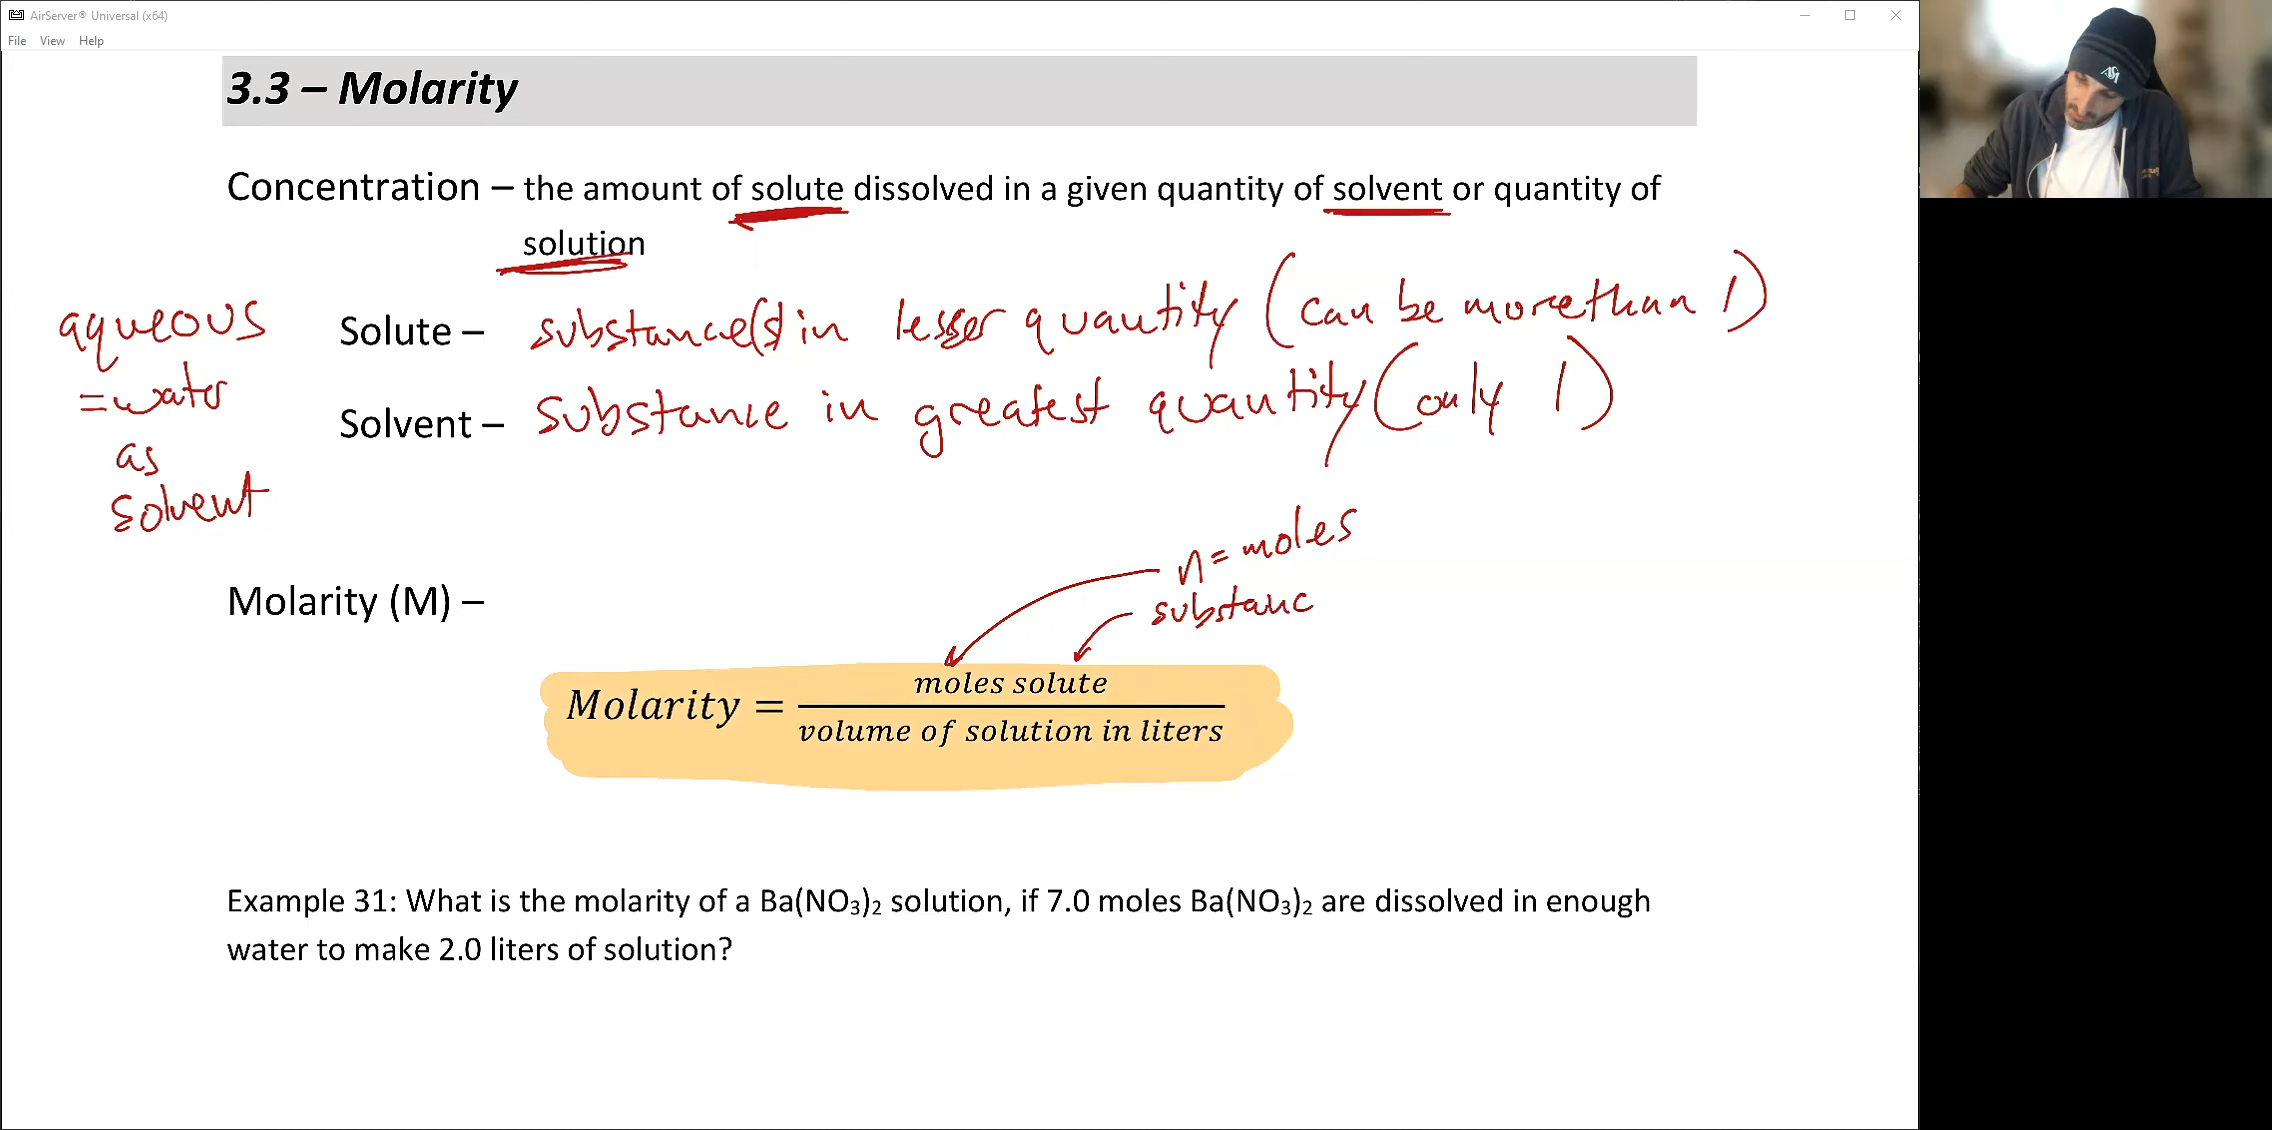 AirServer® Universal (x64)
File View Help
3.3 – Molarity
Concentration – the amount of solute dissolved in a given quantity of solvent or quantity of
solution
aqueous
=water
as
solvent
Solute – substance(s) in lesser quantity (can be more than 1)
Solvent – substance in greatest quantity (only 1)
n = moles
substanc
Molarity (M) –
Molarity = moles solute
volume of solution in liters
Example 31: What is the molarity of a Ba(NO₃)₂ solution, if 7.0 moles Ba(NO₃)₂ are dissolved in enough
water to make 2.0 liters of solution?